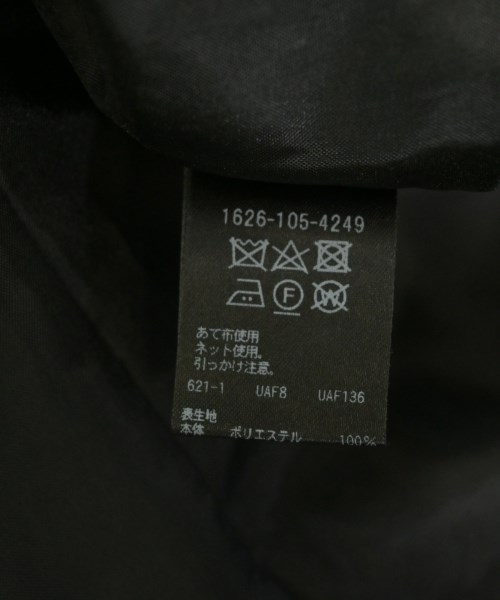 1626-105-4249
F W
あて布使用
ネット使用。
引っかけ注意。
621-1 UAF8 UAF136
表生地
本体 ポリエステル 100%